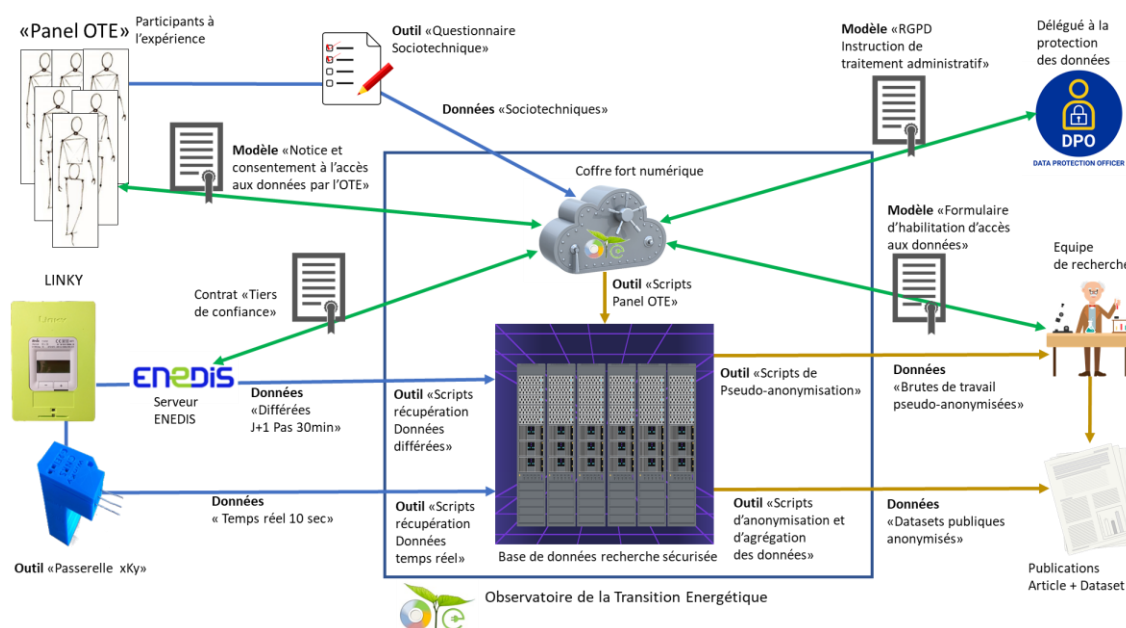 «Panel OTE»
Participants à
l’expérience
Outil «Questionnaire
Sociotechnique»
Modèle «RGPD
Instruction de
traitement administratif»
Délégué à la
protection
des données
DPO
DATA PROTECTION OFFICER
Données «Sociotechniques»
Modèle «Notice et
consentement à l’accès
aux données par l’OTE»
Coffre fort numérique
Modèle «Formulaire
d’habilitation d’accès
aux données»
Equipe
de recherche
LINKY
Contrat «Tiers
de confiance»
Outil «Scripts
Panel OTE»
Linky
ENEDIS
Serveur
ENEDIS
Données
«Différées
J+1 Pas 30min»
Outil «Scripts
récupération
Données
différées»
Outil «Scripts de
Pseudo-anonymisation»
Données
«Brutes de travail
pseudo-anonymisées»
Données
« Temps réel 10 sec»
Outil «Scripts
récupération
Données
temps réel»
Outil «Scripts
d’anonymisation et
d’agrégation
des données»
Données
«Datasets publiques
anonymisés»
Outil «Passerelle xKy»
Base de données recherche sécurisée
Publications
Article + Dataset
Observatoire de la Transition Energétique